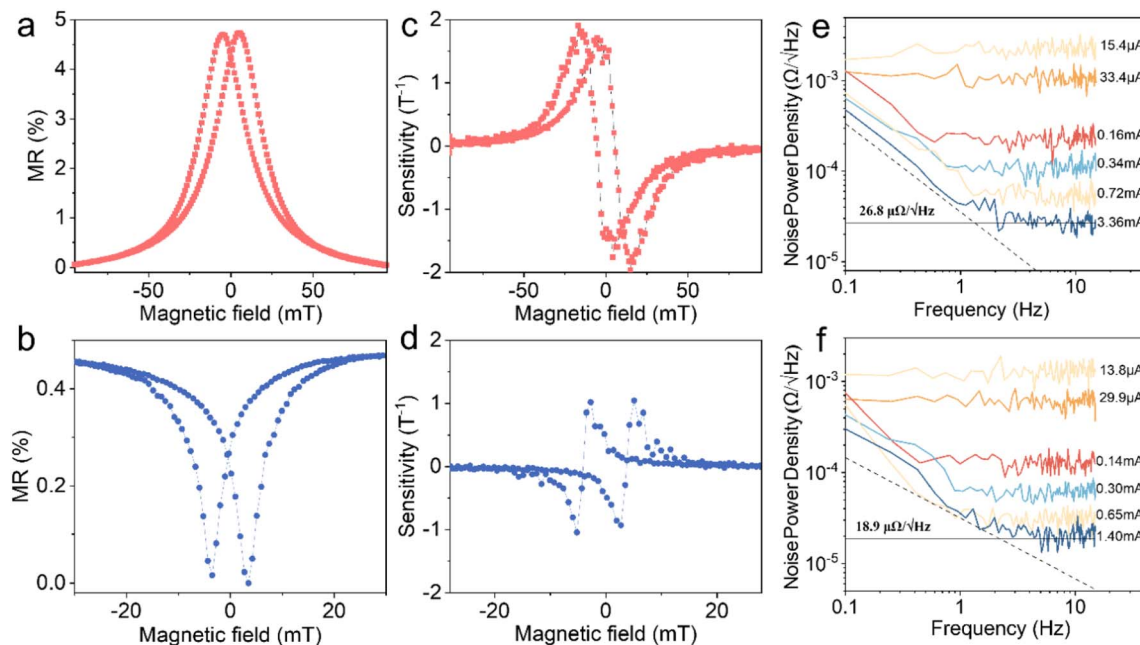 a
5
4
3
2
1
0
MR (%)
-50
0
50
Magnetic field (mT)
c
2
1
0
-1
-2
Sensitivity (T⁻¹)
-50
0
50
Magnetic field (mT)
e
10⁻³
10⁻⁴
10⁻⁵
Noise Power Density (Ω/√Hz)
15.4μA
33.4μA
0.16mA
0.34mA
0.72mA
3.36mA
26.8 μΩ/√Hz
0.1
1
10
Frequency (Hz)
b
0.4
0.2
0.0
MR (%)
-20
0
20
Magnetic field (mT)
d
2
1
0
-1
-2
Sensitivity (T⁻¹)
-20
0
20
Magnetic field (mT)
f
10⁻³
10⁻⁴
10⁻⁵
Noise Power Density (Ω/√Hz)
13.8μA
29.9μA
0.14mA
0.30mA
0.65mA
1.40mA
18.9 μΩ/√Hz
0.1
1
10
Frequency (Hz)